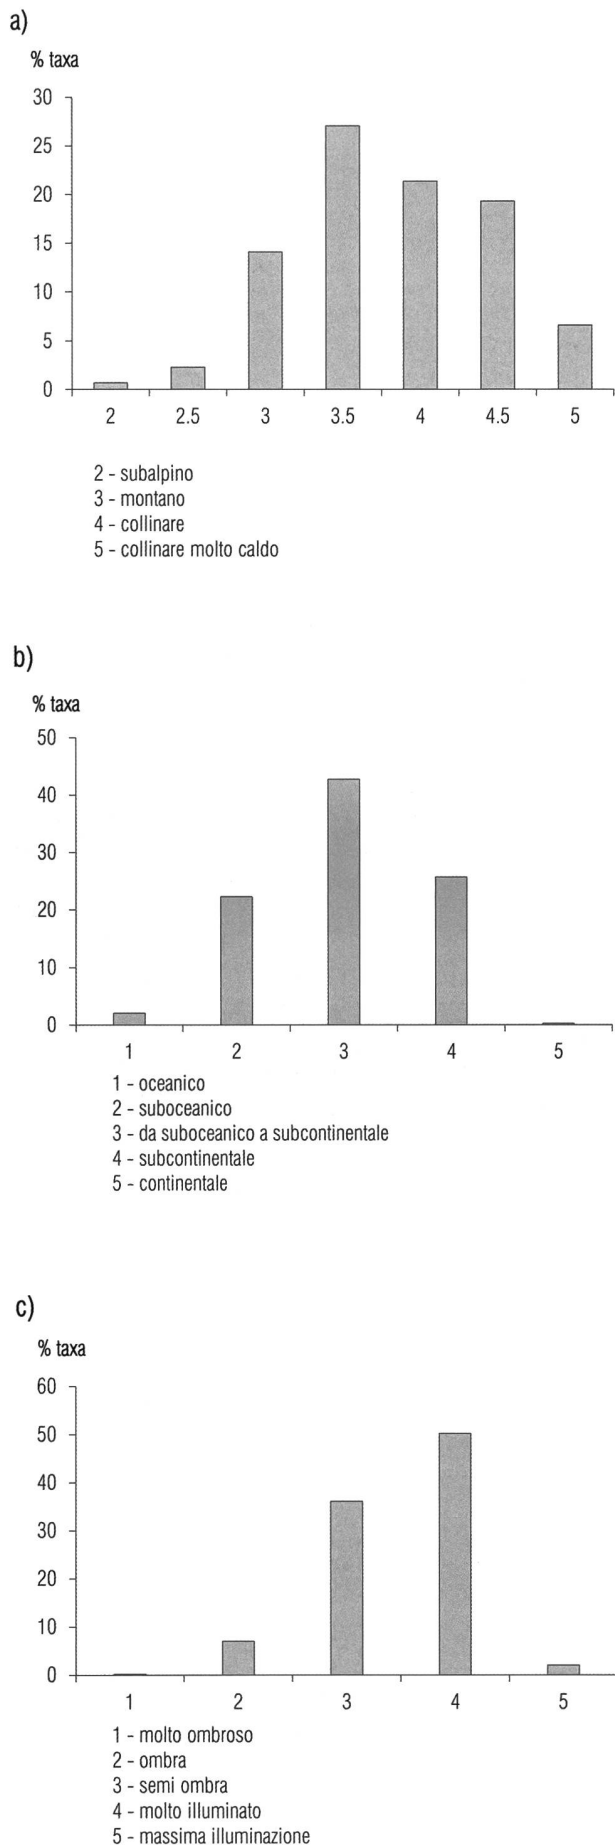 a)
% taxa
30
25
20
15
10
5
0
2 2.5 3 3.5 4 4.5 5
2 - subalpino
3 - montano
4 - collinare
5 - collinare molto caldo
b)
% taxa
50
40
30
20
10
0
1 2 3 4 5
1 - oceanico
2 - suboceanico
3 - da suboceanico a subcontinentale
4 - subcontinentale
5 - continentale
c)
% taxa
60
50
40
30
20
10
0
1 2 3 4 5
1 - molto ombroso
2 - ombra
3 - semi ombra
4 - molto illuminato
5 - massima illuminazione